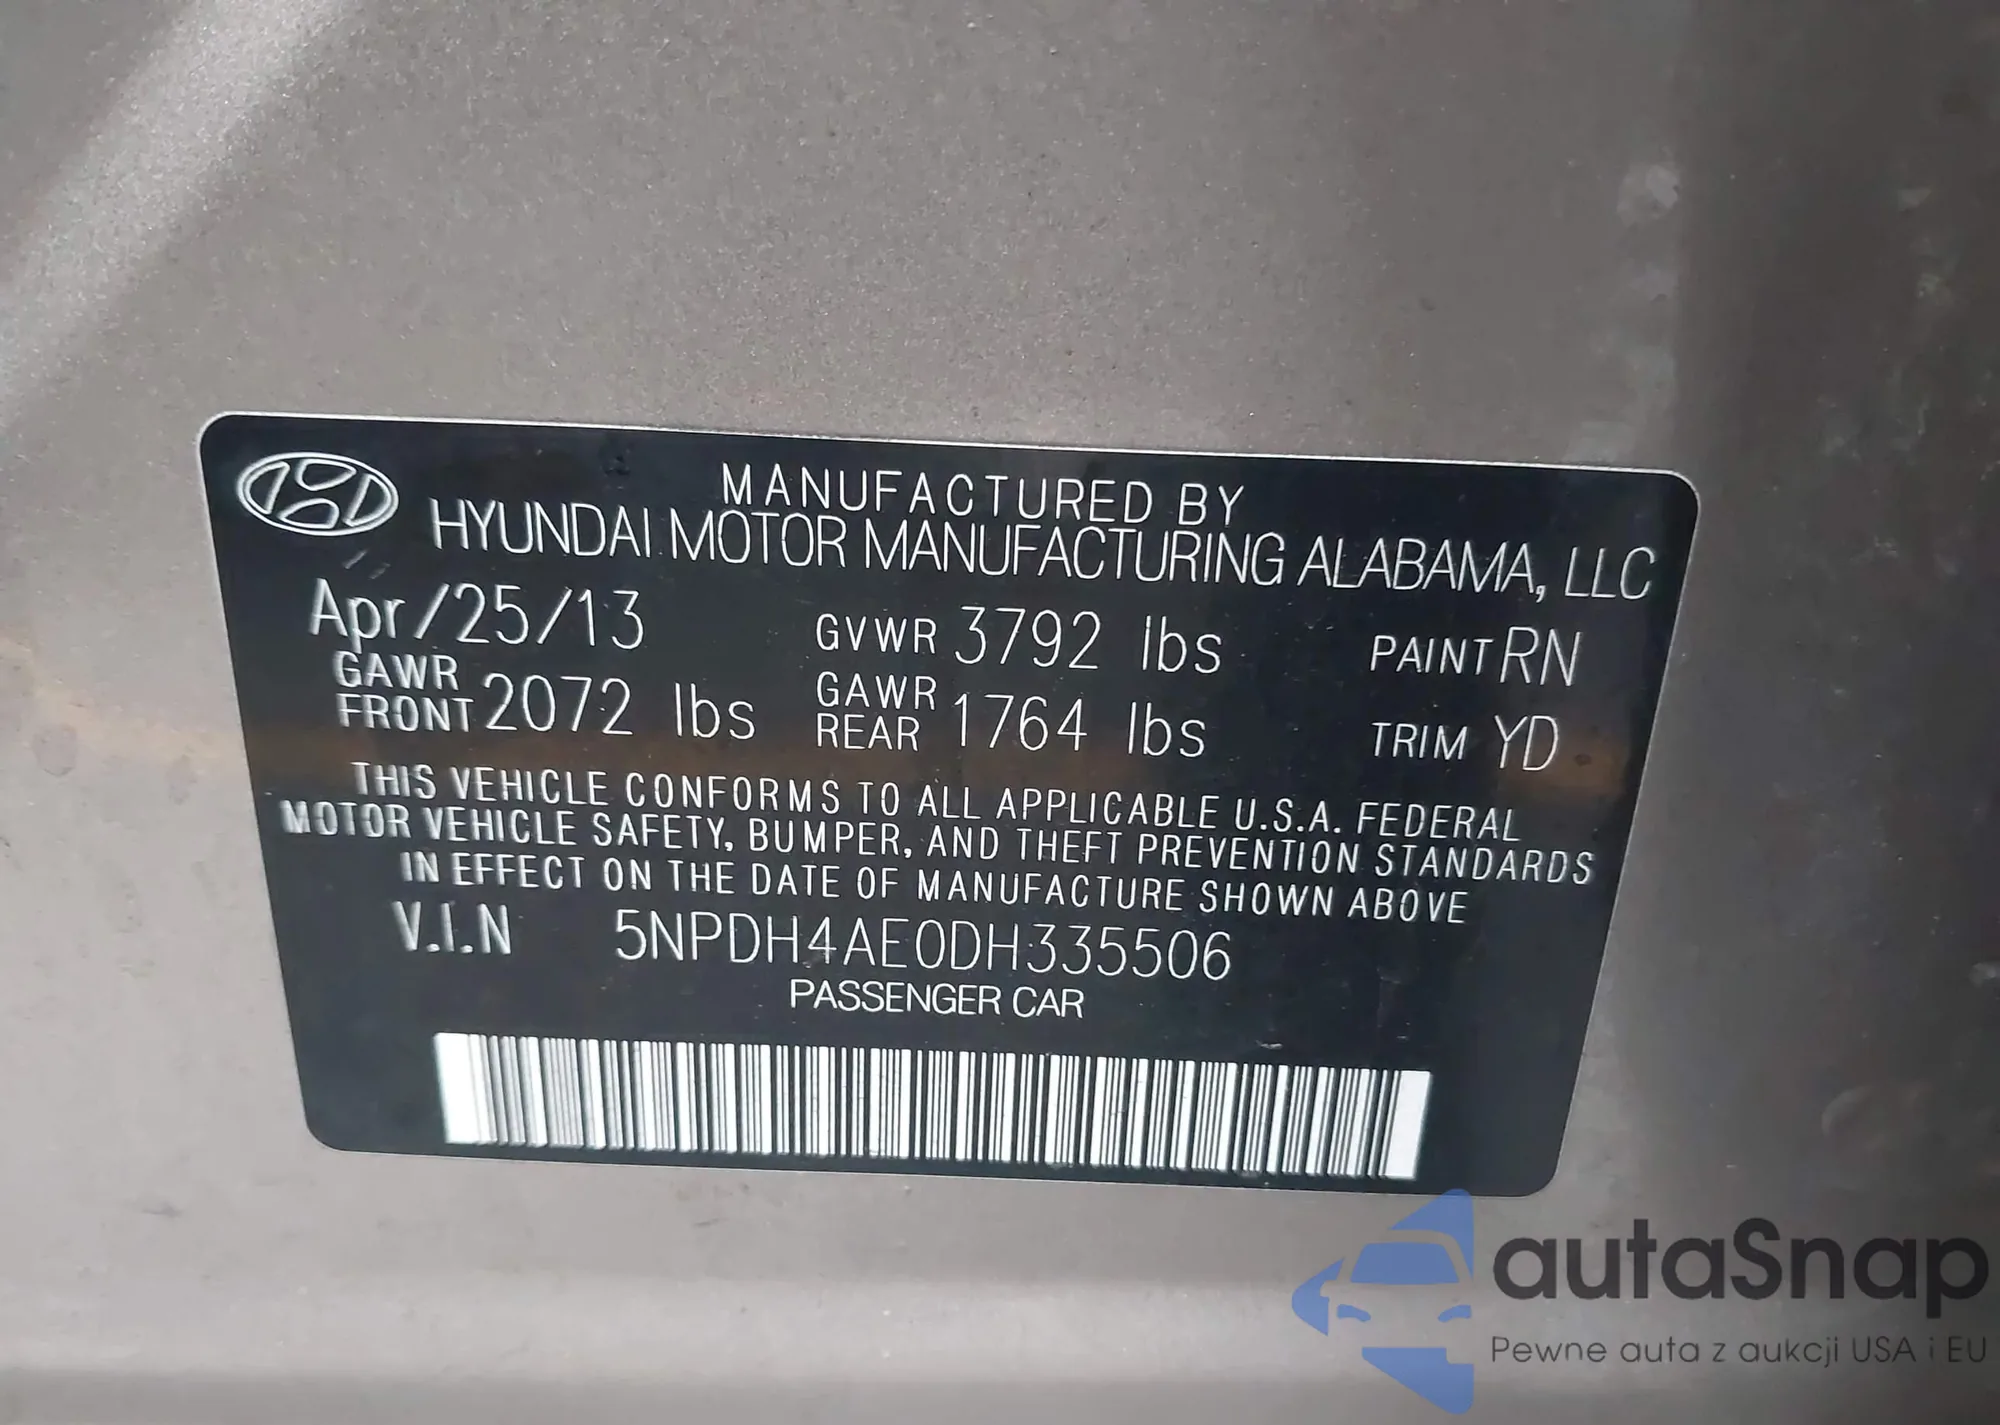 MANUFACTURED BY
HYUNDAI MOTOR MANUFACTURING ALABAMA, LLC
Apr/25/13 GVWR 3792 lbs PAINT RN
GAWR FRONT 2072 lbs GAWR REAR 1764 lbs TRIM YD
THIS VEHICLE CONFORMS TO ALL APPLICABLE U.S.A. FEDERAL
MOTOR VEHICLE SAFETY, BUMPER, AND THEFT PREVENTION STANDARDS
IN EFFECT ON THE DATE OF MANUFACTURE SHOWN ABOVE
V.I.N 5NPDH4AE0DH335506
PASSENGER CAR
autaSnap
Pewne auta z aukcji USA i EU